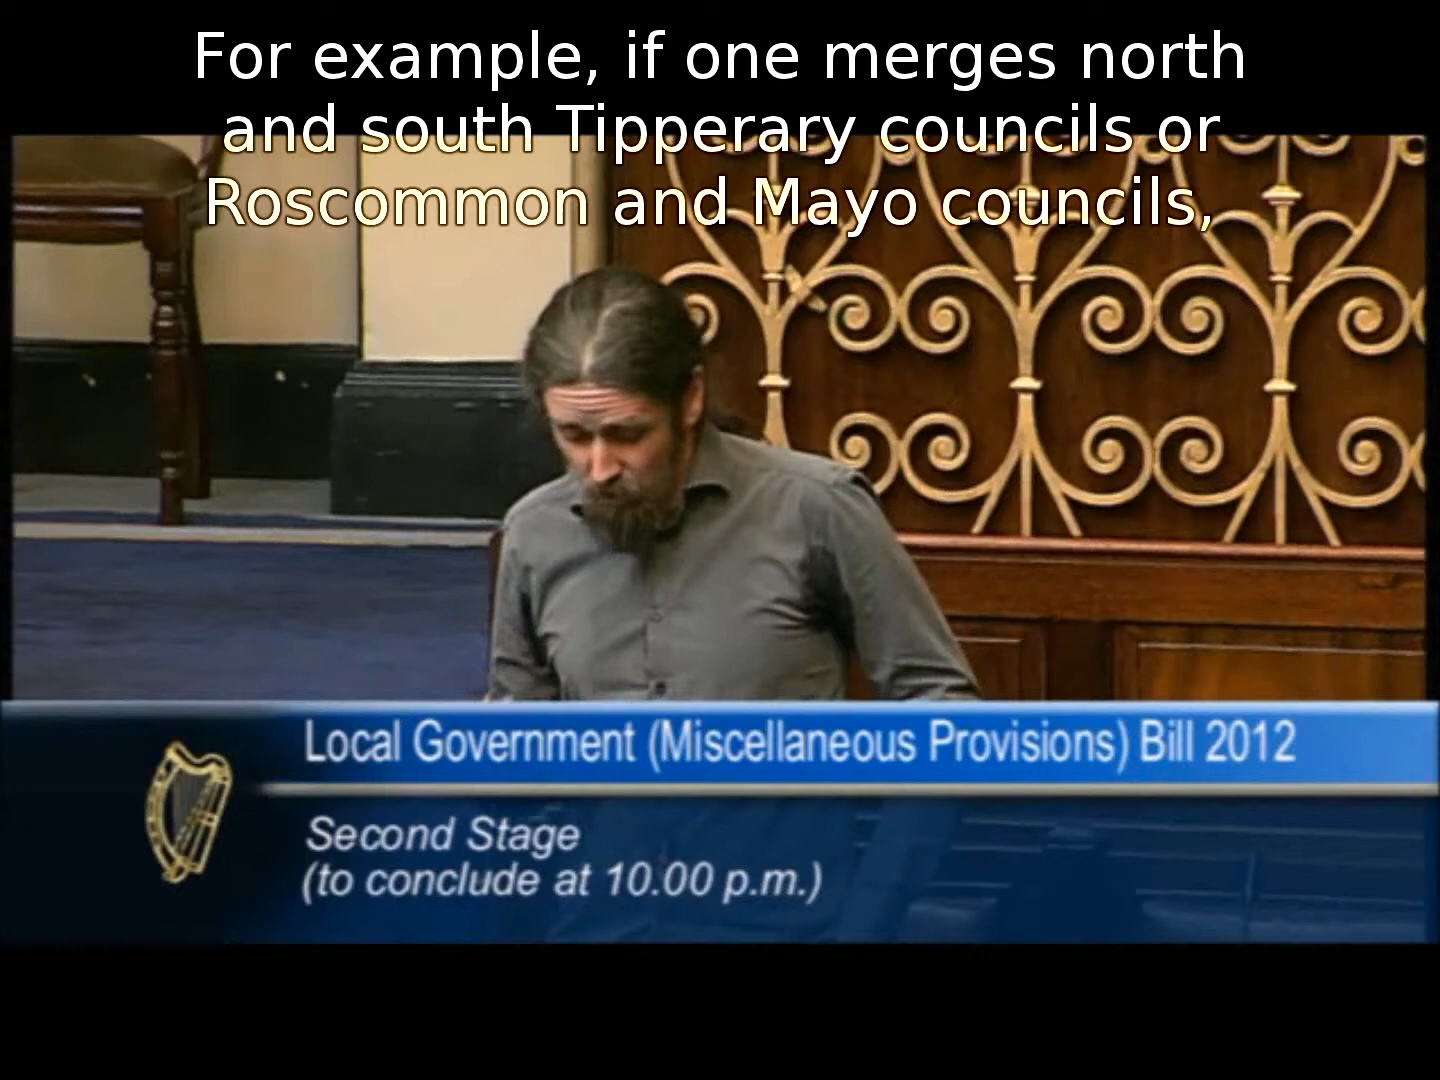 For example, if one merges north
and south Tipperary councils or
Roscommon and Mayo councils,
Local Government (Miscellaneous Provisions) Bill 2012
Second Stage
(to conclude at 10.00 p.m.)